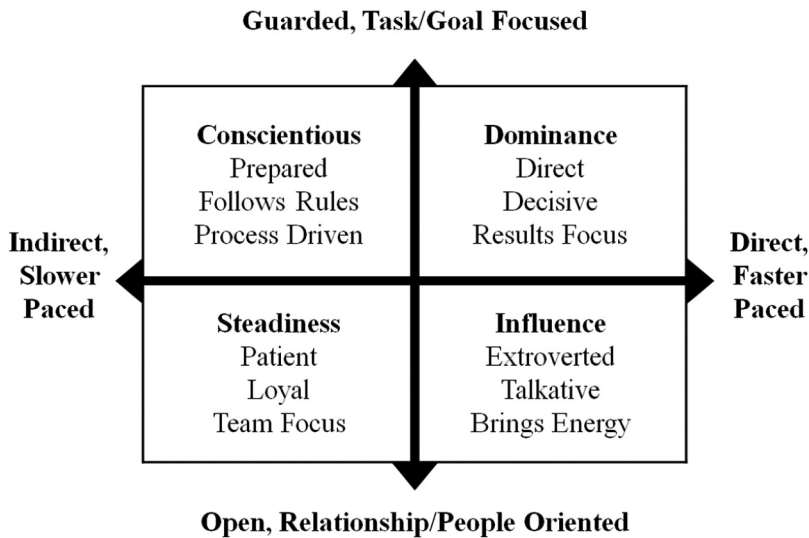 Guarded, Task/Goal Focused
Conscientious
Prepared
Follows Rules
Process Driven
Dominance
Direct
Decisive
Results Focus
Indirect,
Slower
Paced
Direct,
Faster
Paced
Steadiness
Patient
Loyal
Team Focus
Influence
Extroverted
Talkative
Brings Energy
Open, Relationship/People Oriented